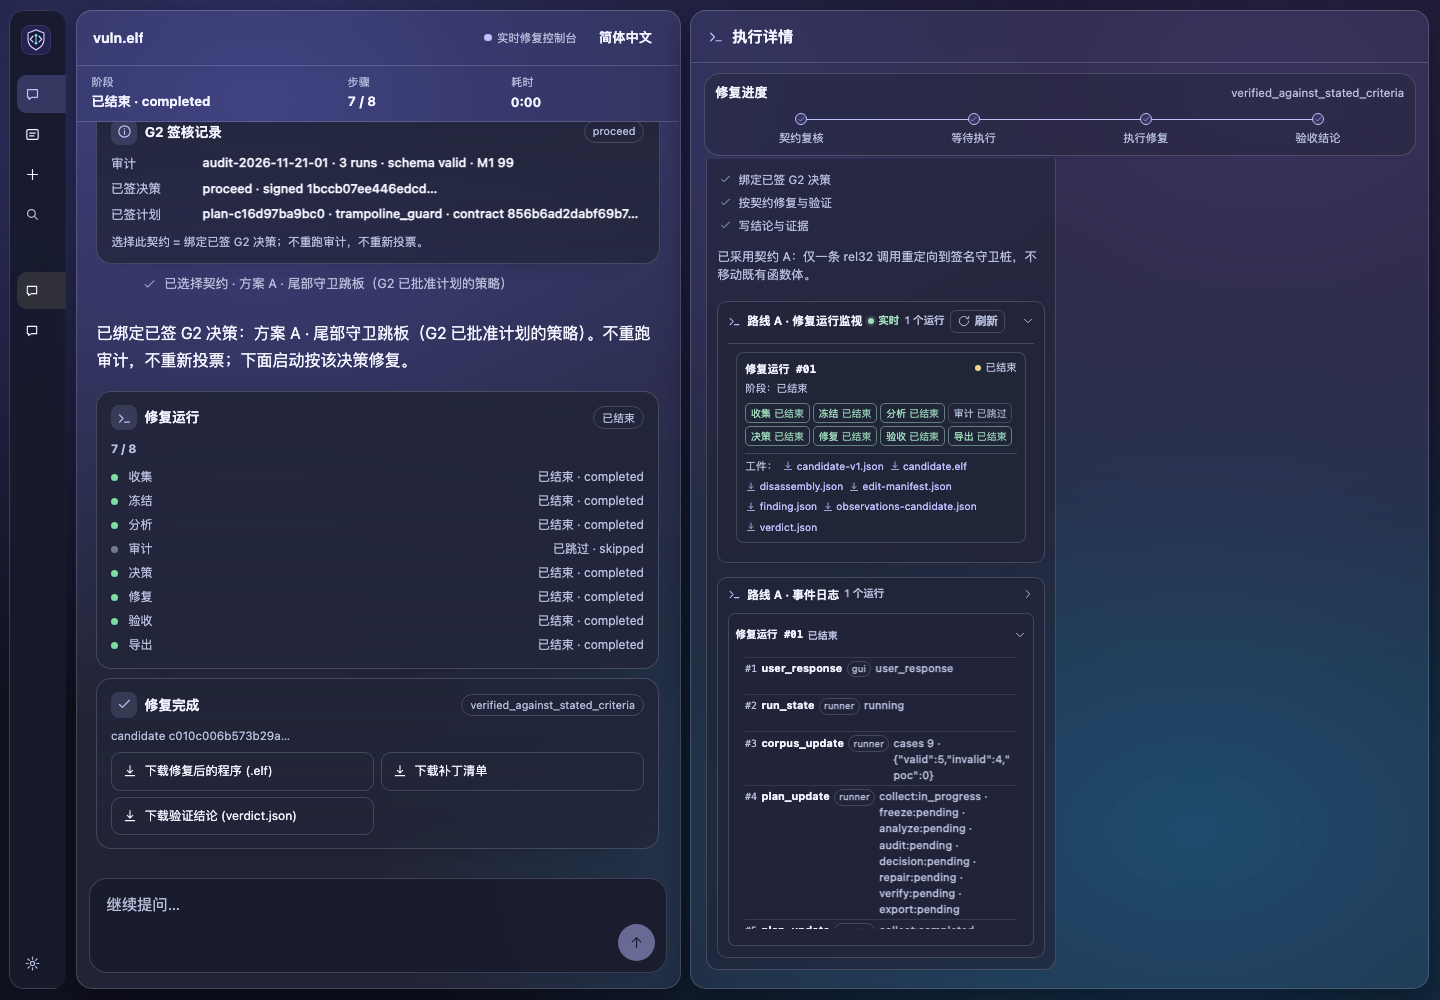 vuln.elf
实时修复控制台
简体中文
阶段
步骤
耗时
已结束 · completed
7 / 8
0:00
G2 签核记录
proceed
审计
audit-2026-11-21-01 · 3 runs · schema valid · M1 99
已签决策
proceed · signed 1bccb07ee446edcd...
已签计划
plan-c16d97ba9bc0 · trampoline_guard · contract 856b6ad2dabf69b7...
选择此契约 = 绑定已签 G2 决策；不重跑审计，不重新投票。
已选择契约 · 方案 A · 尾部守卫跳板（G2 已批准计划的策略）
已绑定已签 G2 决策：方案 A · 尾部守卫跳板（G2 已批准计划的策略）。不重跑
审计，不重新投票；下面启动按该决策修复。
修复运行
已结束
7 / 8
收集
已结束 · completed
冻结
已结束 · completed
分析
已结束 · completed
审计
已跳过 · skipped
决策
已结束 · completed
修复
已结束 · completed
验收
已结束 · completed
导出
已结束 · completed
修复完成
verified_against_stated_criteria
candidate c010c006b573b29a...
下载修复后的程序 (.elf)
下载补丁清单
下载验证结论 (verdict.json)
继续提问...
执行详情
修复进度
verified_against_stated_criteria
契约复核
等待执行
执行修复
验收结论
绑定已签 G2 决策
按契约修复与验证
写结论与证据
已采用契约 A：仅一条 rel32 调用重定向到签名守卫桩，不
移动既有函数体。
路线 A · 修复运行监视
实时
1 个运行
刷新
修复运行 #01
已结束
阶段：已结束
收集 已结束
冻结 已结束
分析 已结束
审计 已跳过
决策 已结束
修复 已结束
验收 已结束
导出 已结束
工件：
candidate-v1.json
candidate.elf
disassembly.json
edit-manifest.json
finding.json
observations-candidate.json
verdict.json
路线 A · 事件日志
1 个运行
修复运行 #01 已结束
#1 user_response gui user_response
#2 run_state runner running
#3 corpus_update runner cases 9 ·
{"valid":5,"invalid":4,"
poc":0}
#4 plan_update runner collect:in_progress ·
freeze:pending ·
analyze:pending ·
audit:pending ·
decision:pending ·
repair:pending ·
verify:pending ·
export:pending